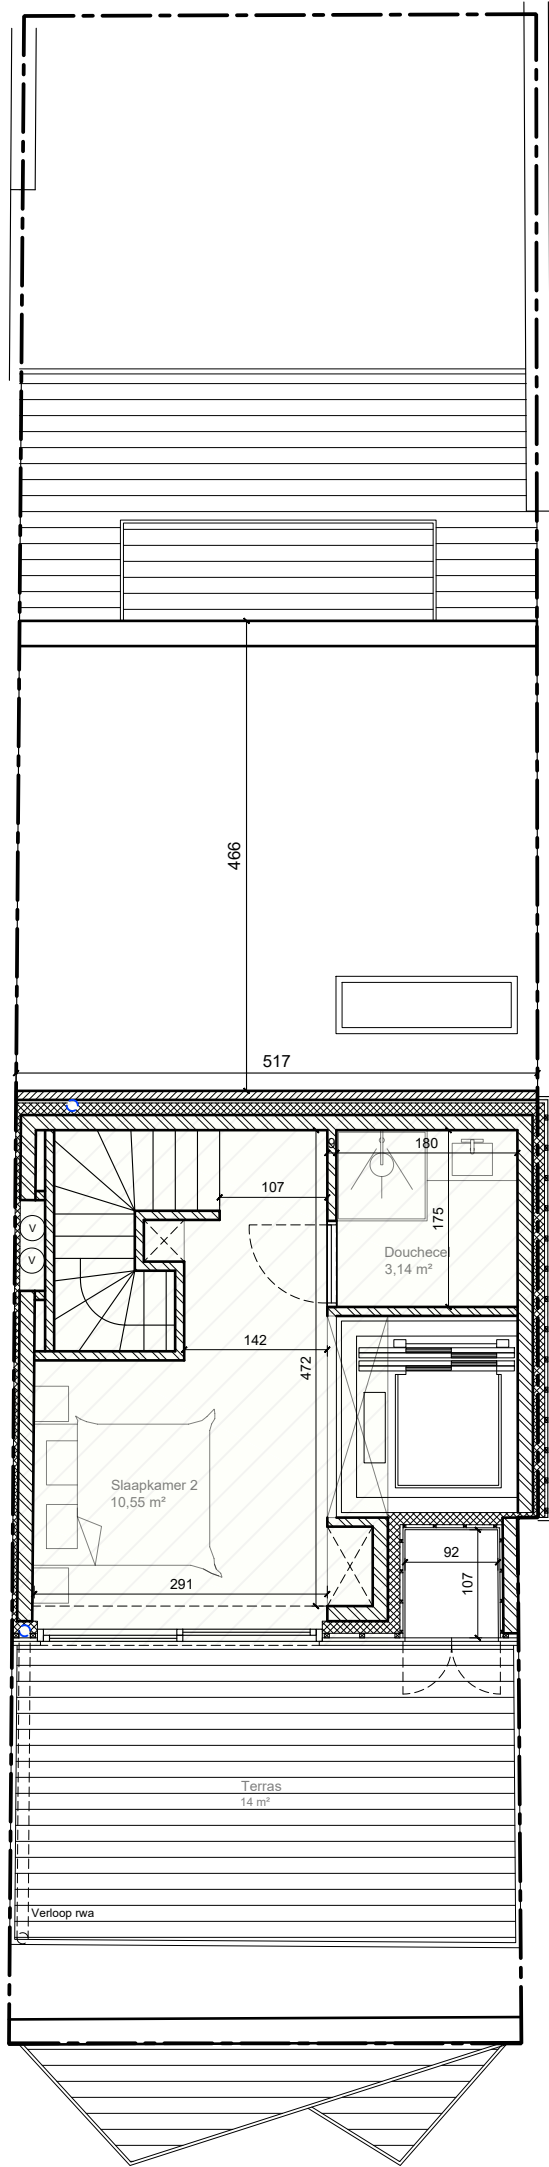 466
517
8
180
107
175
Douchecel
3,14 m²
V
V
142
472
Slaapkamer 2
10,55 m²
92
107
291
Terras
14 m²
Verloop rwa